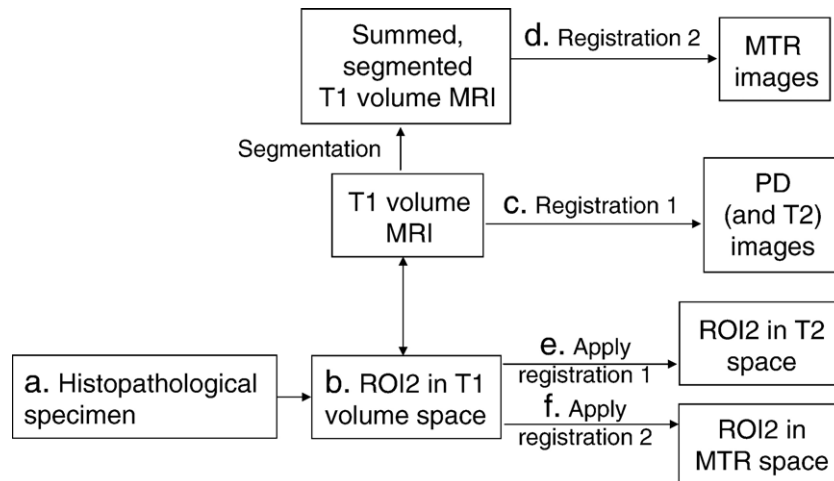 Summed,
segmented
T1 volume MRI
d. Registration 2
MTR
images
Segmentation
T1 volume
MRI
c. Registration 1
PD
(and T2)
images
a. Histopathological
specimen
b. ROI2 in T1
volume space
e. Apply
registration 1
ROI2 in T2
space
f. Apply
registration 2
ROI2 in
MTR space